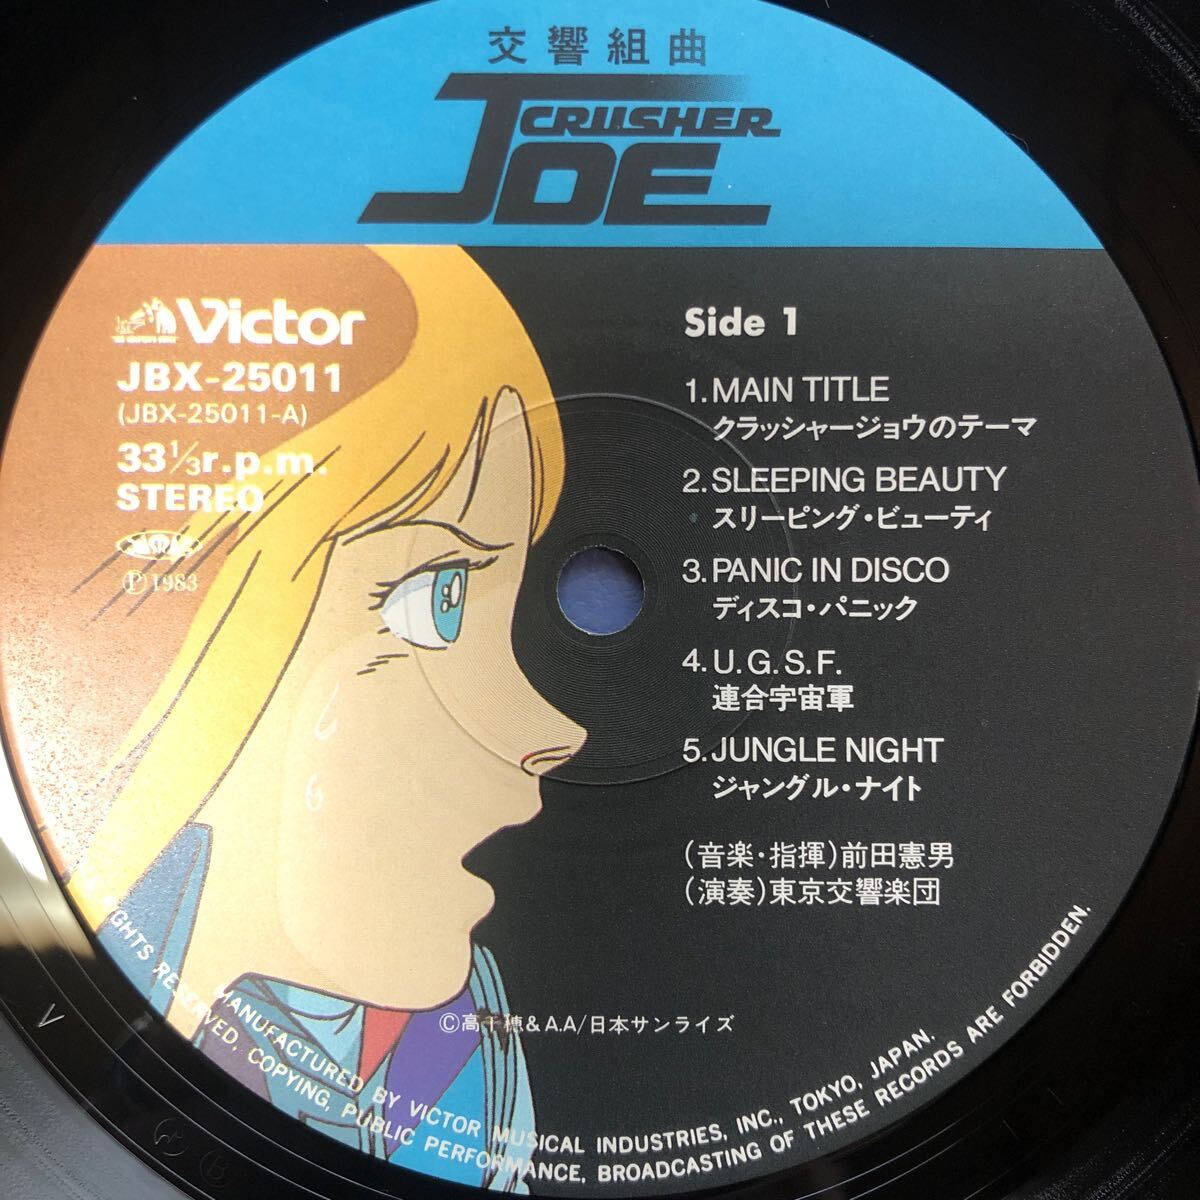 交響組曲
CRUSHER
JOE
Victor
JBX-25011
(JBX-25011-A)
33⅓r.p.m.
STEREO
Ⓟ1983
Side 1
1.MAIN TITLE
クラッシャージョウのテーマ
2.SLEEPING BEAUTY
スリーピング・ビューティ
3.PANIC IN DISCO
ディスコ・パニック
4.U.G.S.F.
連合宇宙軍
5.JUNGLE NIGHT
ジャングル・ナイト
(音楽・指揮)前田憲男
(演奏)東京交響楽団
©高千穂&A.A/日本サンライズ
MANUFACTURED BY VICTOR MUSICAL INDUSTRIES, INC., TOKYO, JAPAN.
RIGHTS RESERVED, COPYING, PUBLIC PERFORMANCE, BROADCASTING OF THESE RECORDS ARE FORBIDDEN.
V